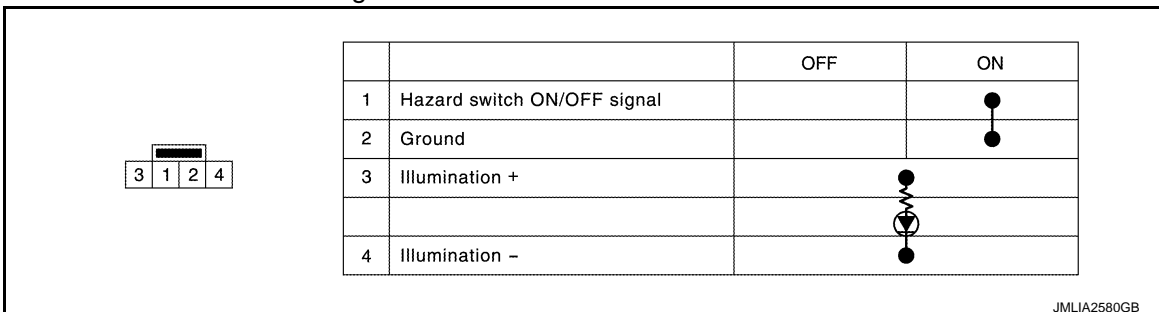 OFF ON
1 Hazard switch ON/OFF signal
2 Ground
3 1 2 4
3 Illumination +
4 Illumination –
JMLIA2580GB